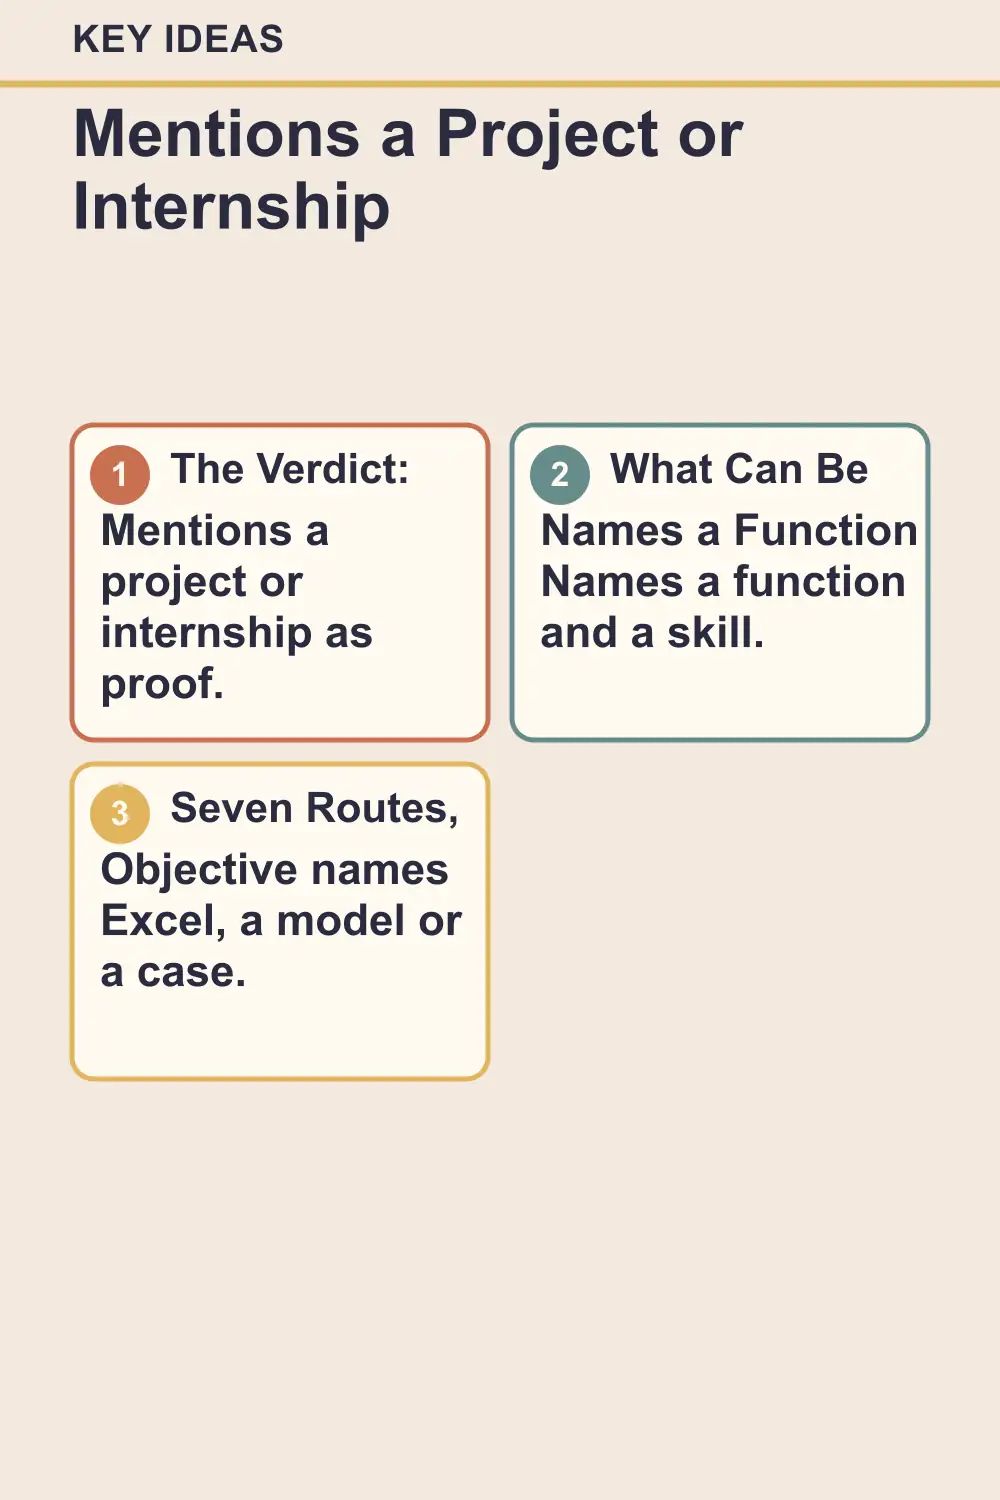 KEY IDEAS
Mentions a Project or
Internship
1 The Verdict:
Mentions a
project or
internship as
proof.
2 What Can Be
Names a Function
Names a function
and a skill.
3 Seven Routes,
Objective names
Excel, a model or
a case.